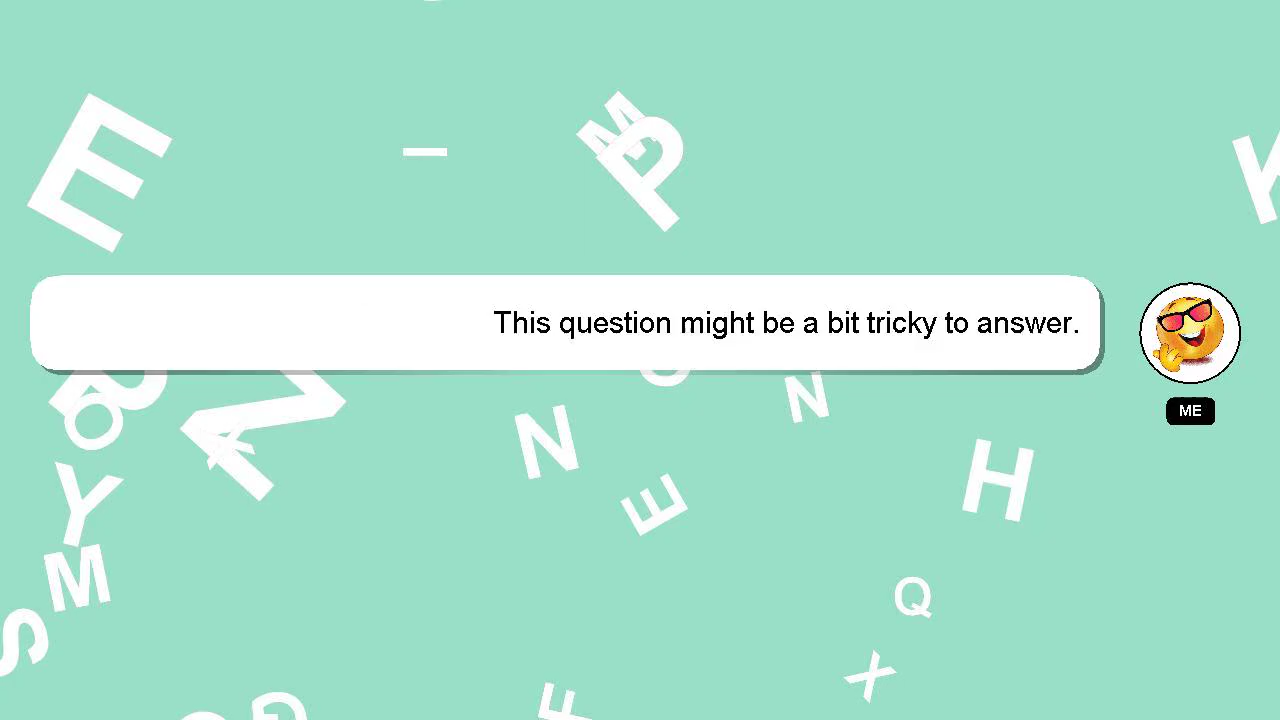 E
M
P
K
This question might be a bit tricky to answer.
ME
N
N
Y
E
H
M
Q
S
X
G
F